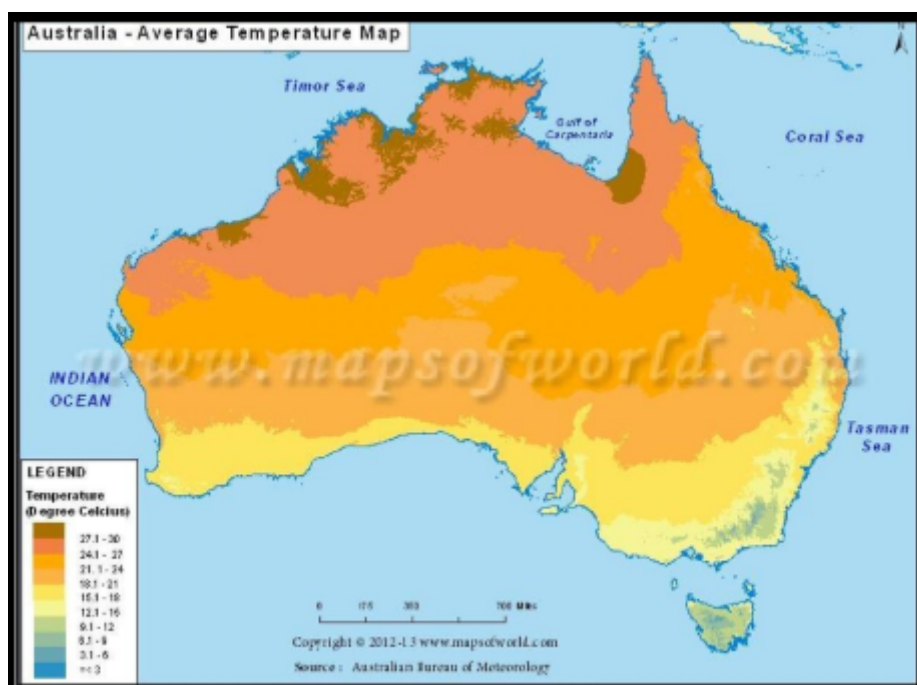 Australia - Average Temperature Map
N
Timor Sea
Gulf of
Carpentaria
Coral Sea
www.mapsofworld.com
INDIAN
OCEAN
Tasman
Sea
LEGEND
Temperature
(Degree Celcius)
27.1 - 30
24.1 - 27
21.1 - 24
18.1 - 21
15.1 - 18
12.1 - 15
9.1 - 12
6.1 - 9
3.1 - 6
=< 3
0 175 350 700 Miles
Copyright © 2012-13 www.mapsofworld.com
Source : Australian Bureau of Meteorology